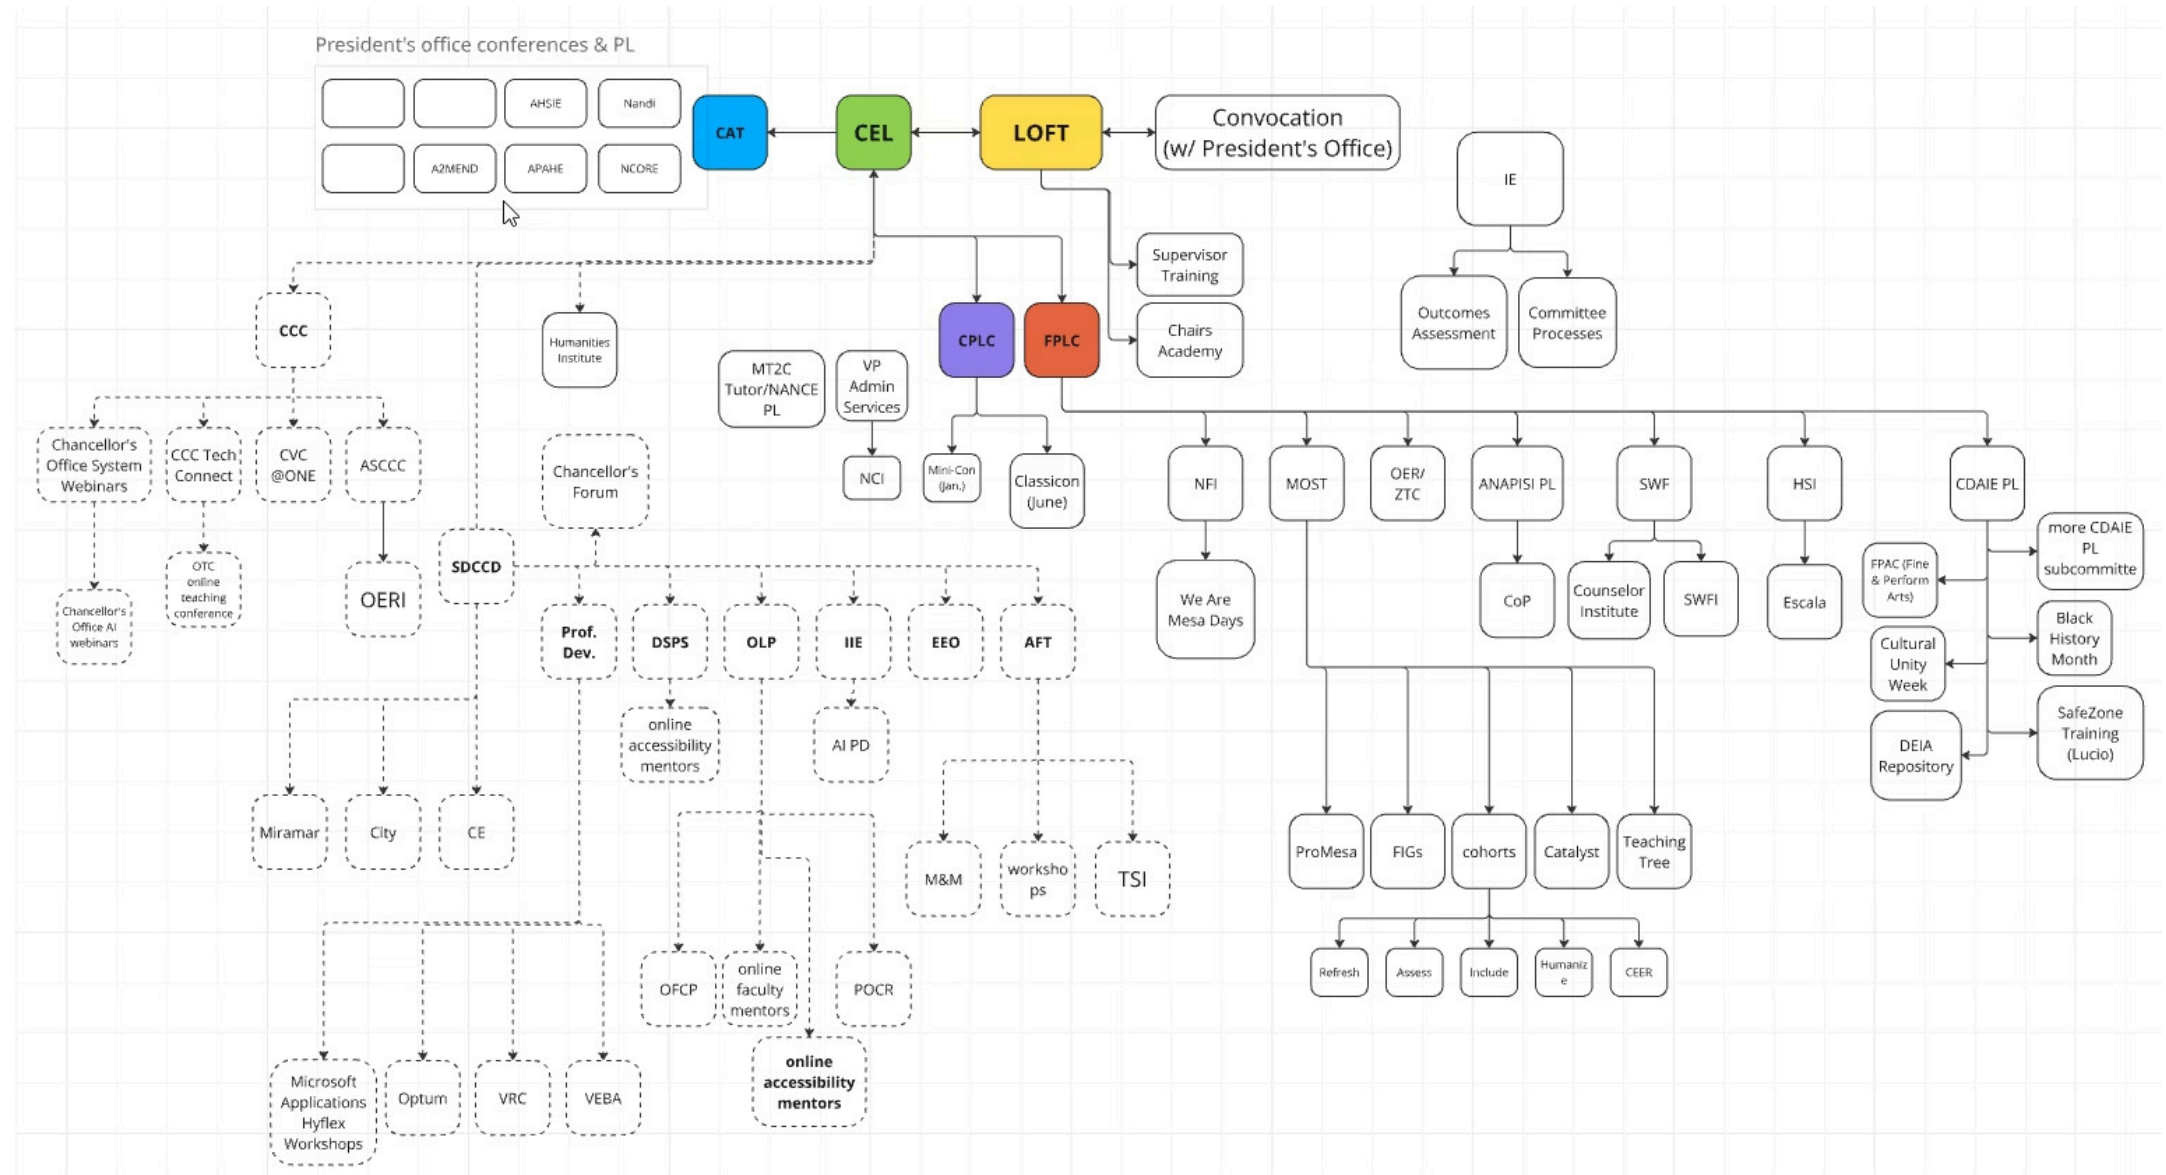 President's office conferences & PL
AHSIE
Nandi
A2MEND
APAHE
NCORE
CAT
CEL
LOFT
Convocation
(w/ President's Office)
IE
Supervisor
Training
Chairs
Academy
Outcomes
Assessment
Committee
Processes
CCC
Humanities
Institute
CPLC
FPLC
MT2C
Tutor/NANCE
PL
VP
Admin
Services
NCI
Mini-Con
(Jan.)
Classicon
(June)
Chancellor's
Office System
Webinars
CCC Tech
Connect
CVC
@ONE
ASCCC
Chancellor's
Forum
NFI
MOST
OER/
ZTC
ANAPISI PL
SWF
HSI
CDAIE PL
Chancellor's
Office AI
webinars
OTC
online
teaching
conference
OERI
SDCCD
Prof.
Dev.
DSPS
OLP
IIE
EEO
AFT
We Are
Mesa Days
CoP
Counselor
Institute
SWFI
Escala
FPAC (Fine
& Perform
Arts)
more CDAIE
PL
subcommitte
Cultural
Unity
Week
Black
History
Month
DEIA
Repository
SafeZone
Training
(Lucio)
online
accessibility
mentors
AI PD
Miramar
City
CE
M&M
worksho
ps
TSI
ProMesa
FIGs
cohorts
Catalyst
Teaching
Tree
Refresh
Assess
Include
Humaniz
e
CEER
OFCP
online
faculty
mentors
POCR
online
accessibility
mentors
Microsoft
Applications
Hyflex
Workshops
Optum
VRC
VEBA